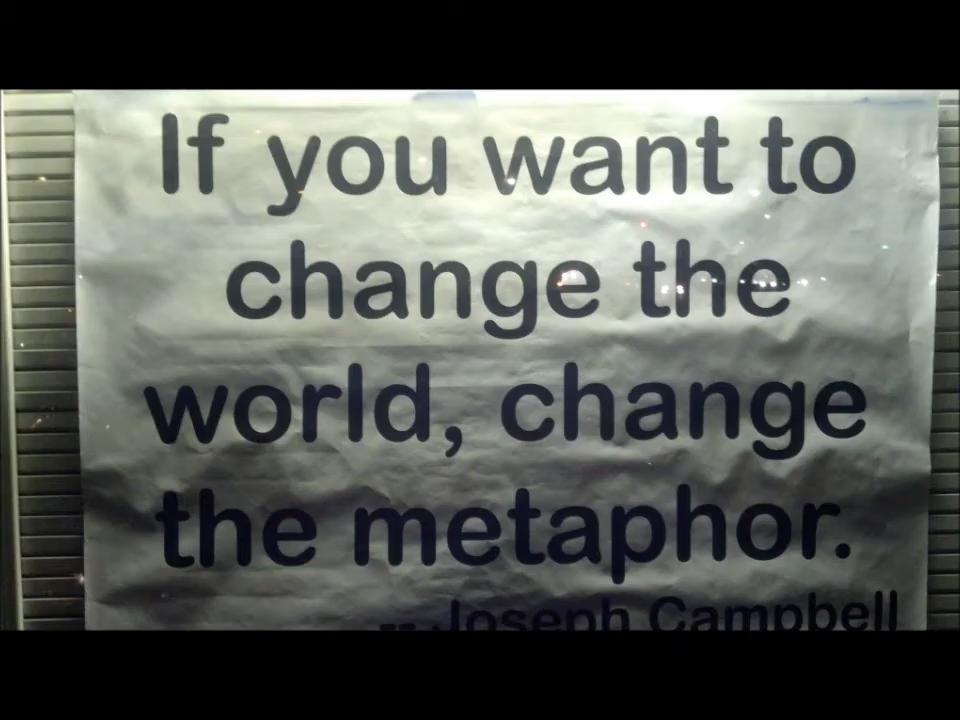 If you want to
change the
world, change
the metaphor.
-- Joseph Campbell